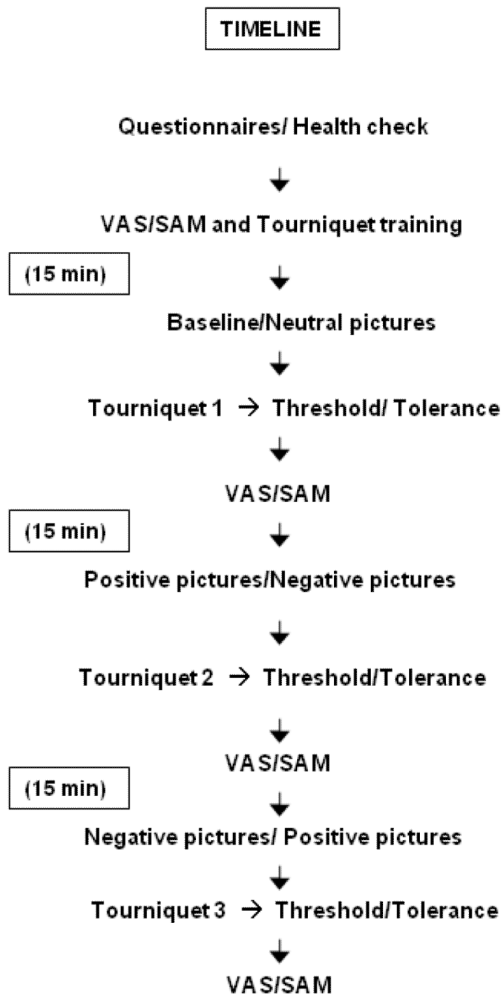 TIMELINE
Questionnaires/ Health check
VAS/SAM and Tourniquet training
(15 min)
Baseline/Neutral pictures
Tourniquet 1 → Threshold/ Tolerance
VAS/SAM
(15 min)
Positive pictures/Negative pictures
Tourniquet 2 → Threshold/Tolerance
VAS/SAM
(15 min)
Negative pictures/ Positive pictures
Tourniquet 3 → Threshold/Tolerance
VAS/SAM